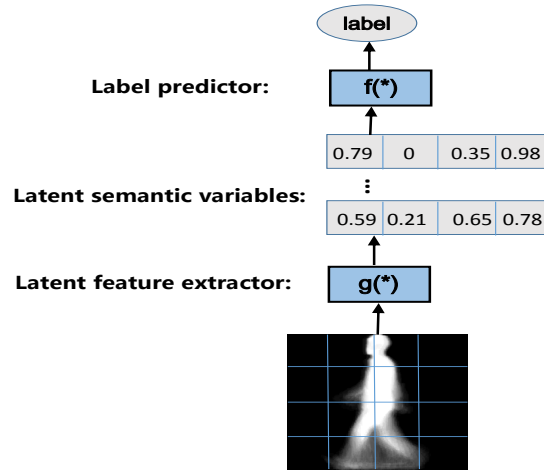 label
Label predictor:
f(*)
0.79 0 0.35 0.98
Latent semantic variables:
...
0.59 0.21 0.65 0.78
Latent feature extractor:
g(*)